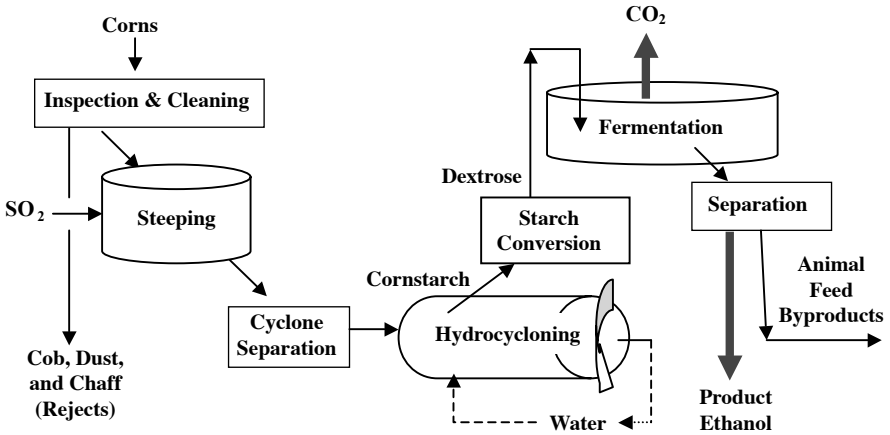 Corns
Inspection & Cleaning
SO2
Steeping
Cob, Dust,
and Chaff
(Rejects)
Cyclone
Separation
Cornstarch
Hydrocycloning
Water
Starch
Conversion
Dextrose
CO2
Fermentation
Separation
Animal
Feed
Byproducts
Product
Ethanol